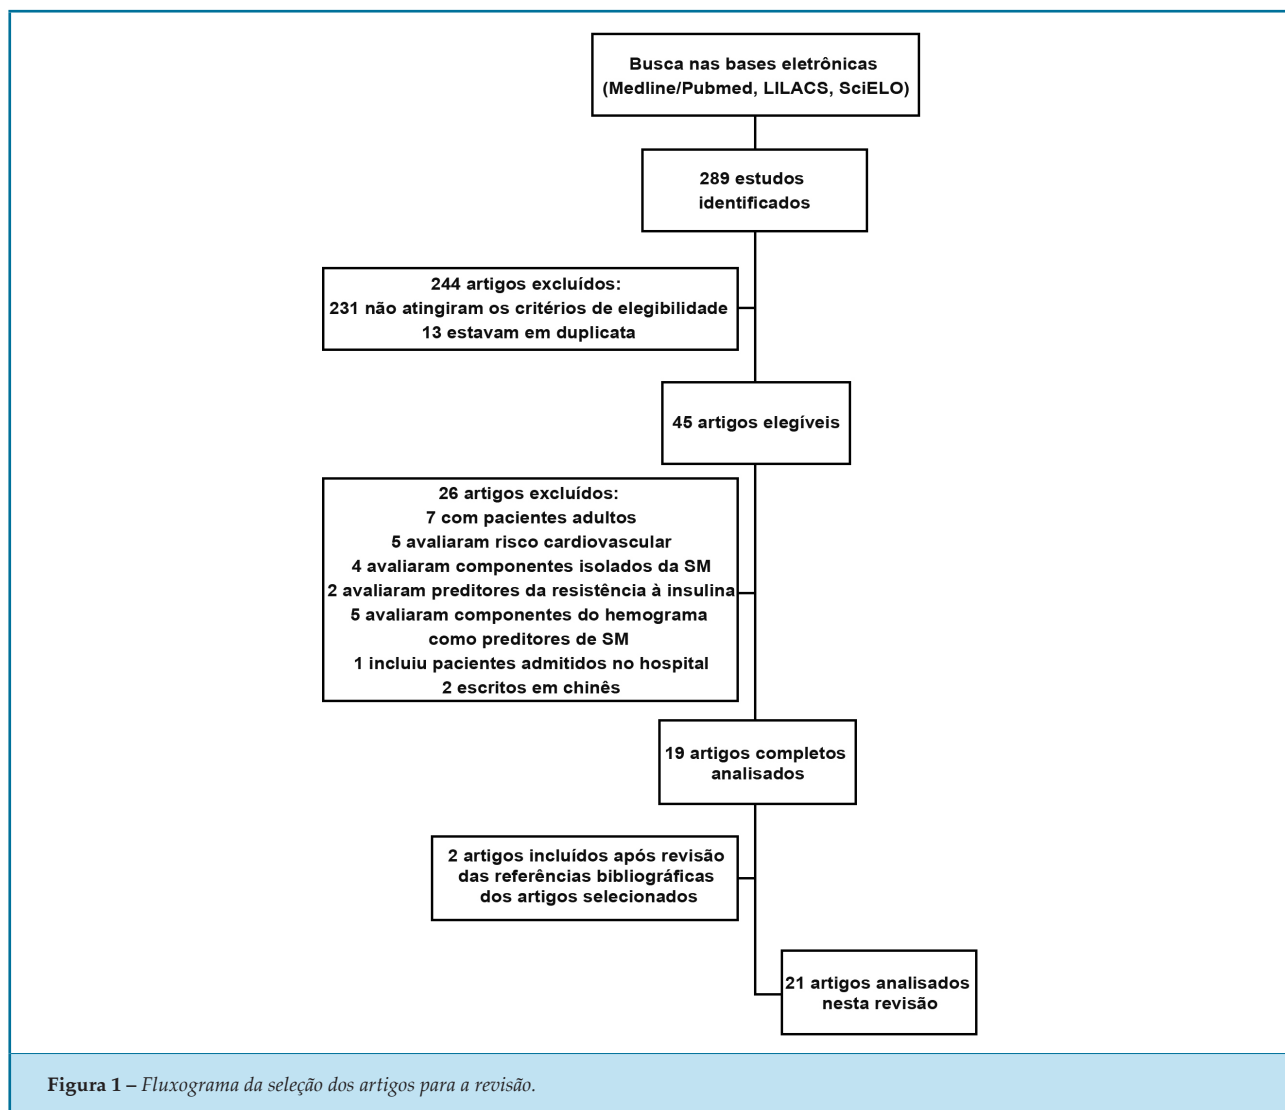 Busca nas bases eletrônicas
(Medline/Pubmed, LILACS, SciELO)
289 estudos
identificados
244 artigos excluídos:
231 não atingiram os critérios de elegibilidade
13 estavam em duplicata
45 artigos elegíveis
26 artigos excluídos:
7 com pacientes adultos
5 avaliaram risco cardiovascular
4 avaliaram componentes isolados da SM
2 avaliaram preditores da resistência à insulina
5 avaliaram componentes do hemograma
como preditores de SM
1 incluiu pacientes admitidos no hospital
2 escritos em chinês
19 artigos completos
analisados
2 artigos incluídos após revisão
das referências bibliográficas
dos artigos selecionados
21 artigos analisados
nesta revisão
Figura 1 – Fluxograma da seleção dos artigos para a revisão.